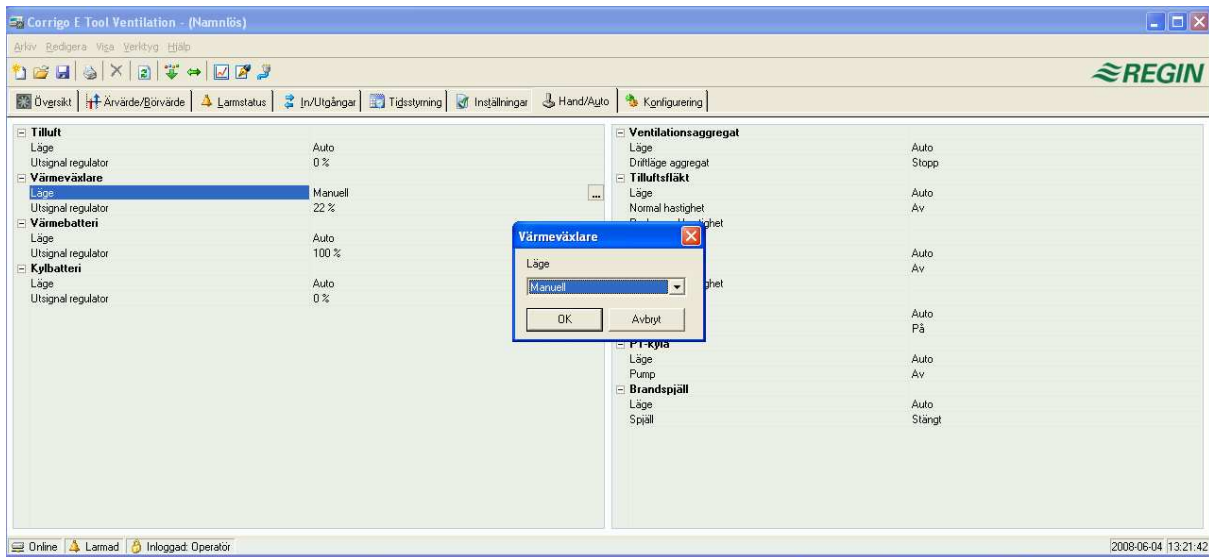 Corrigo E Tool Ventilation - (Namnlös)
Arkiv Redigera Visa Verktyg Hjälp
REGIN
Översikt Ärvärde/Börvärde Larmstatus In/Utgångar Tidsstyrning Inställningar Hand/Auto Konfigurering
Tilluft
Läge Auto
Utsignal regulator 0 %
Värmeväxlare
Läge Manuell ...
Utsignal regulator 22 %
Värmebatteri
Läge Auto
Utsignal regulator 100 %
Kylbatteri
Läge Auto
Utsignal regulator 0 %
Värmeväxlare
Läge
Manuell
OK Avbryt
Ventilationsaggregat
Läge Auto
Driftläge aggregat Stopp
Tilluftsfläkt
Läge Auto
Normal hastighet Av
Auto
Av
Auto
På
PT-kyla
Läge Auto
Pump Av
Brandspjäll
Läge Auto
Spjäll Stängt
Online Larmad Inloggad: Operatör 2008-06-04 13:21:42